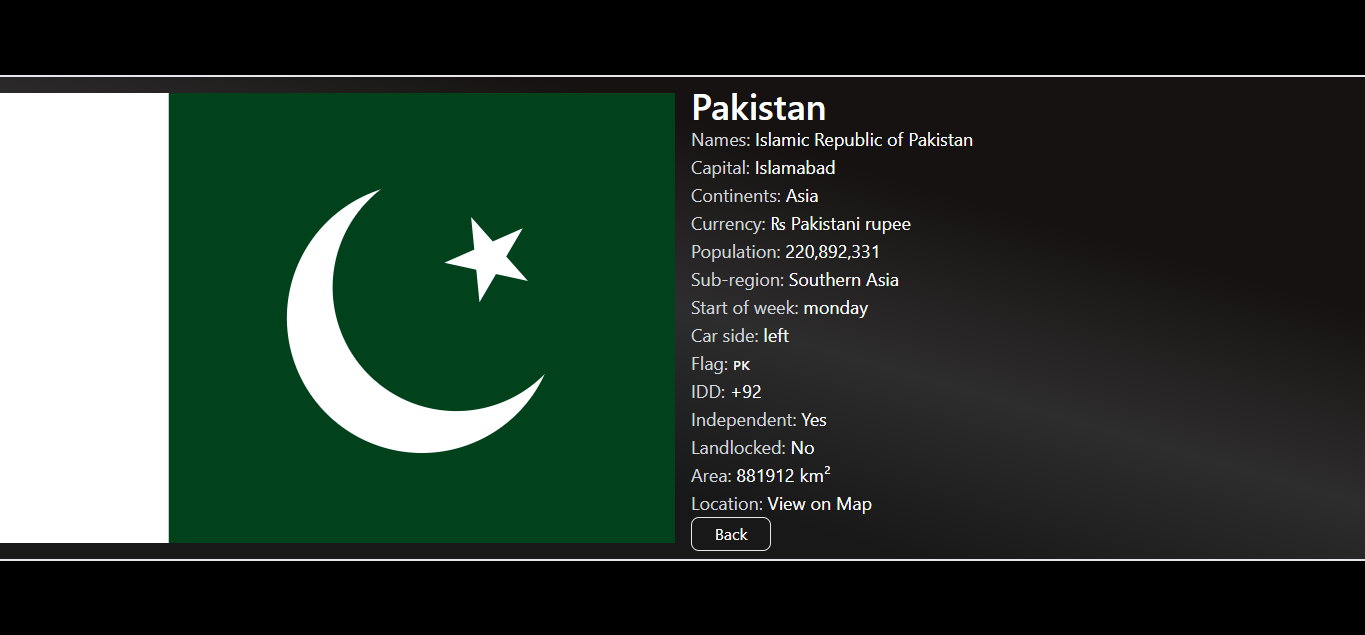 Pakistan
Names: Islamic Republic of Pakistan
Capital: Islamabad
Continents: Asia
Currency: ₨ Pakistani rupee
Population: 220,892,331
Sub-region: Southern Asia
Start of week: monday
Car side: left
Flag: PK
IDD: +92
Independent: Yes
Landlocked: No
Area: 881912 km²
Location: View on Map
Back